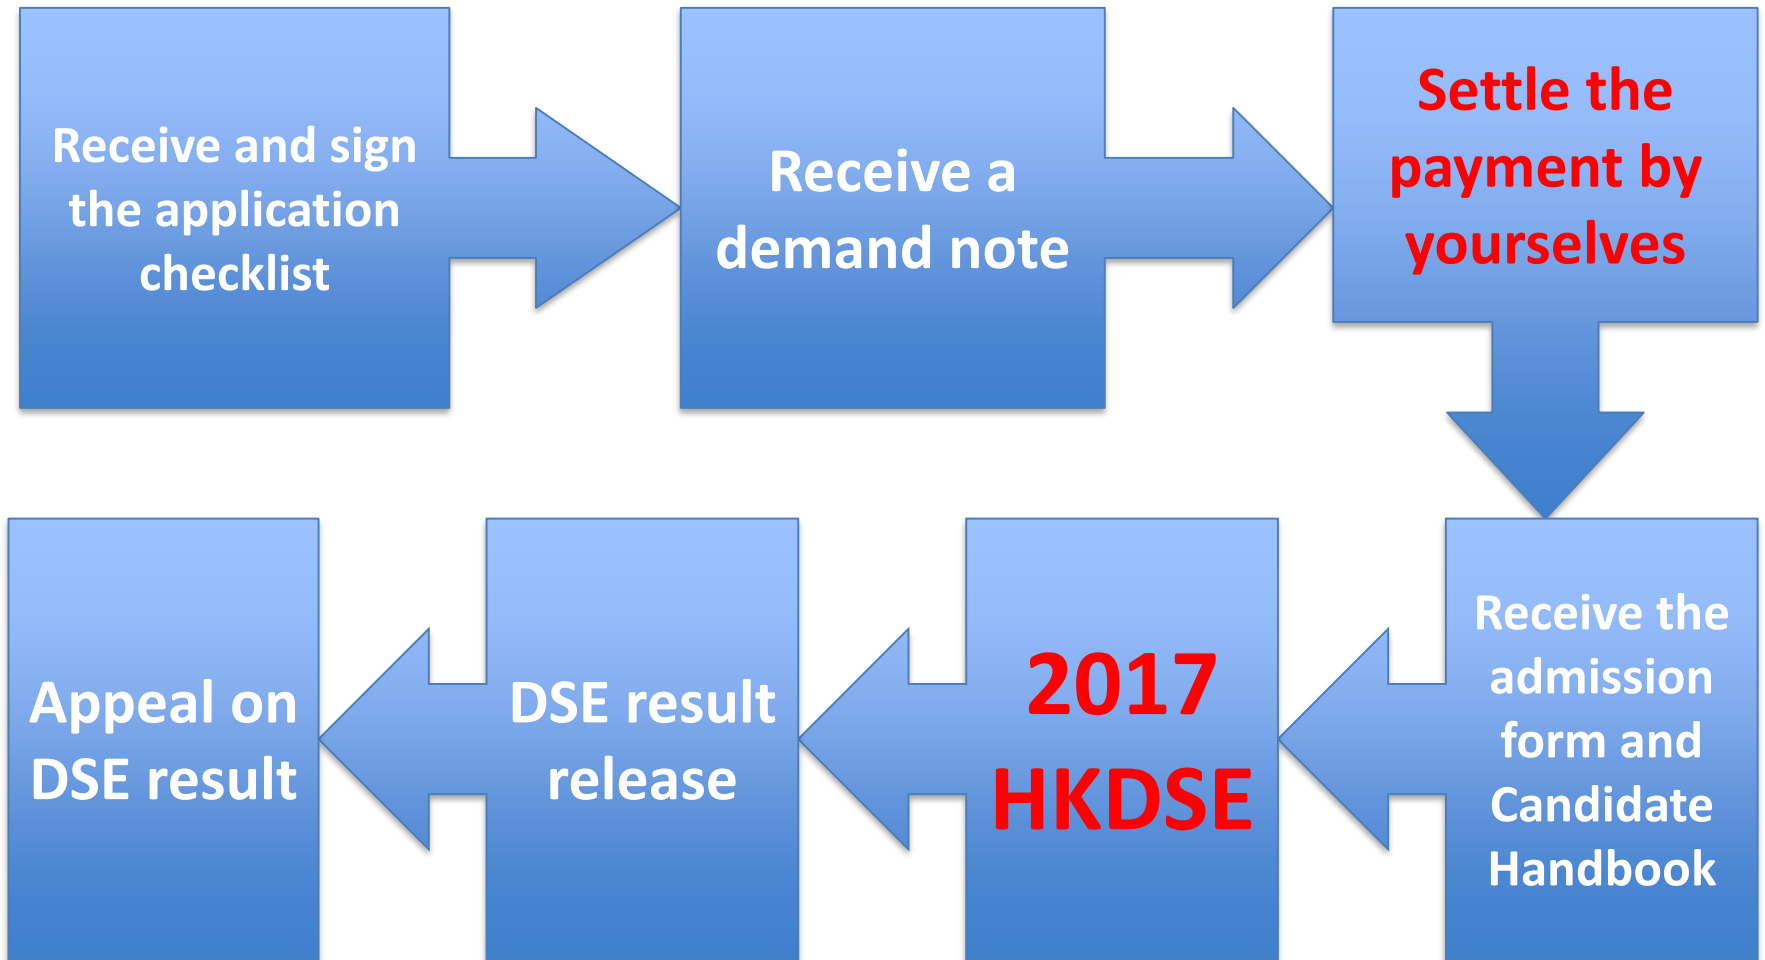 Receive and sign
the application
checklist
Receive a
demand note
Settle the
payment by
yourselves
Receive the
admission
form and
Candidate
Handbook
2017
HKDSE
DSE result
release
Appeal on
DSE result